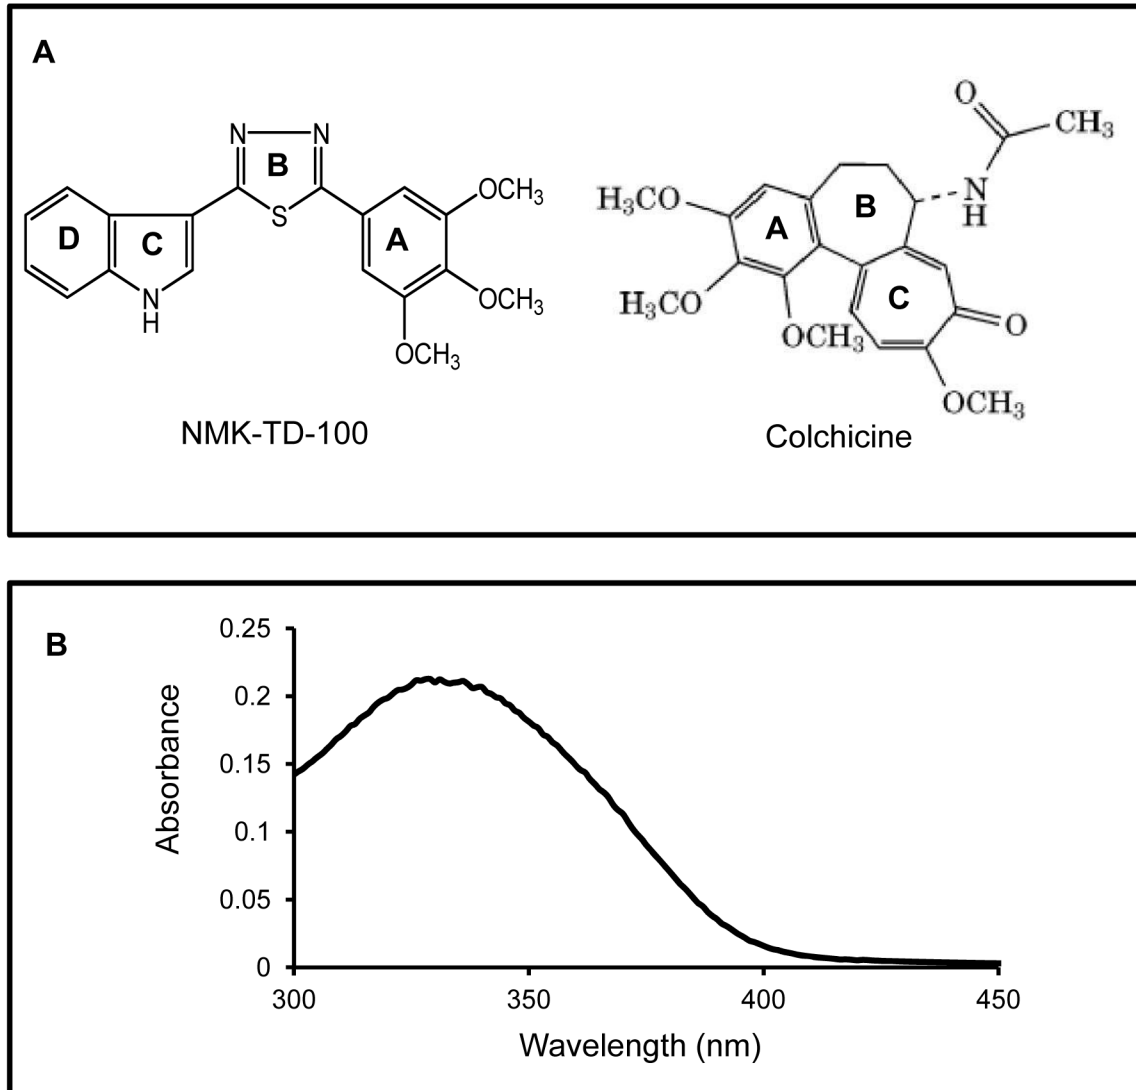 A
N N
B
S
D
C
N
H
A
OCH3
OCH3
OCH3
NMK-TD-100
O
CH3
N
H
H3CO
A
B
C
H3CO
OCH3
O
OCH3
Colchicine
B
Absorbance
0.25
0.2
0.15
0.1
0.05
0
300 350 400 450
Wavelength (nm)